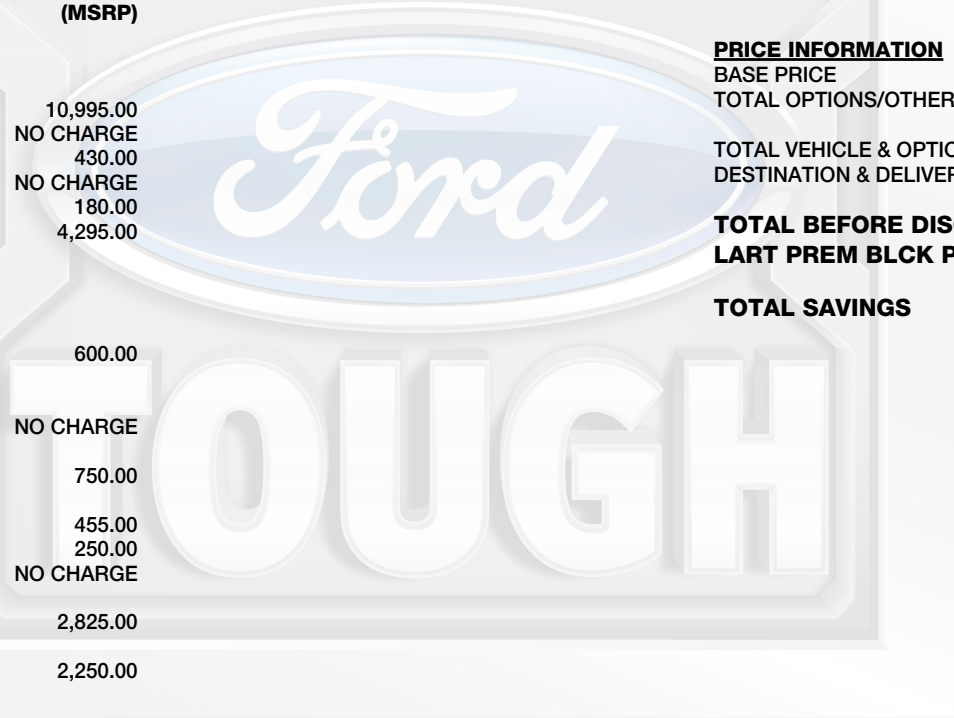 (MSRP)
10,995.00
NO CHARGE
430.00
NO CHARGE
180.00
4,295.00
600.00
NO CHARGE
750.00
455.00
250.00
NO CHARGE
2,825.00
2,250.00
PRICE INFORMATION
BASE PRICE
TOTAL OPTIONS/OTHER
TOTAL VEHICLE & OPTIO
DESTINATION & DELIVER
TOTAL BEFORE DIS
LART PREM BLCK P
TOTAL SAVINGS
Ford
TOUGH